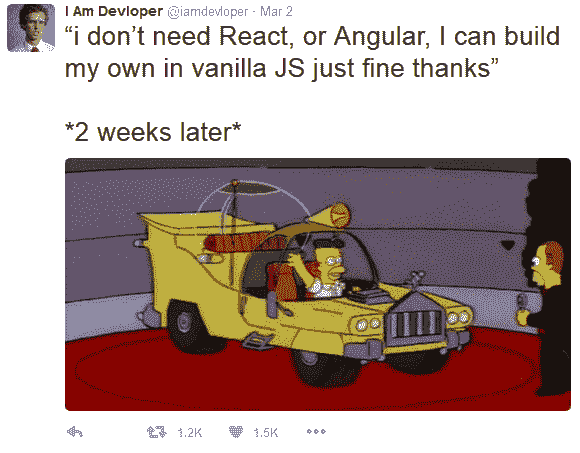 I Am Devloper @iamdevloper · Mar 2
“i don’t need React, or Angular, I can build
my own in vanilla JS just fine thanks”
*2 weeks later*
1.2K 1.5K